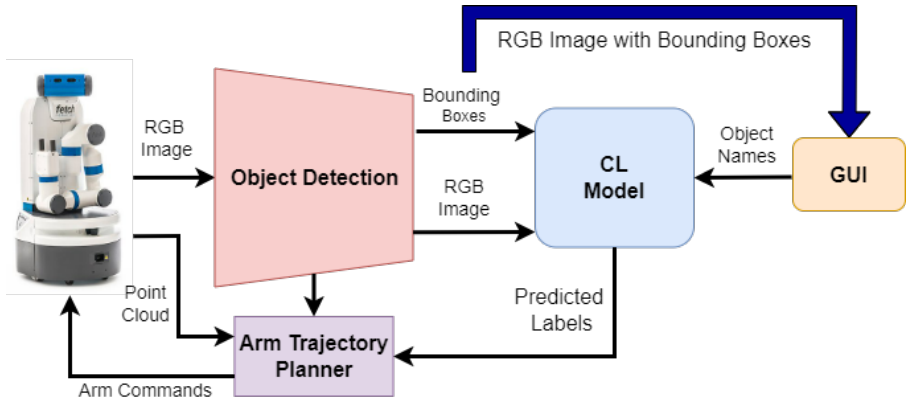 RGB Image with Bounding Boxes
fetch
RGB
Image
Object Detection
Bounding
Boxes
RGB
Image
CL
Model
Object
Names
GUI
Point
Cloud
Predicted
Labels
Arm Trajectory
Planner
Arm Commands